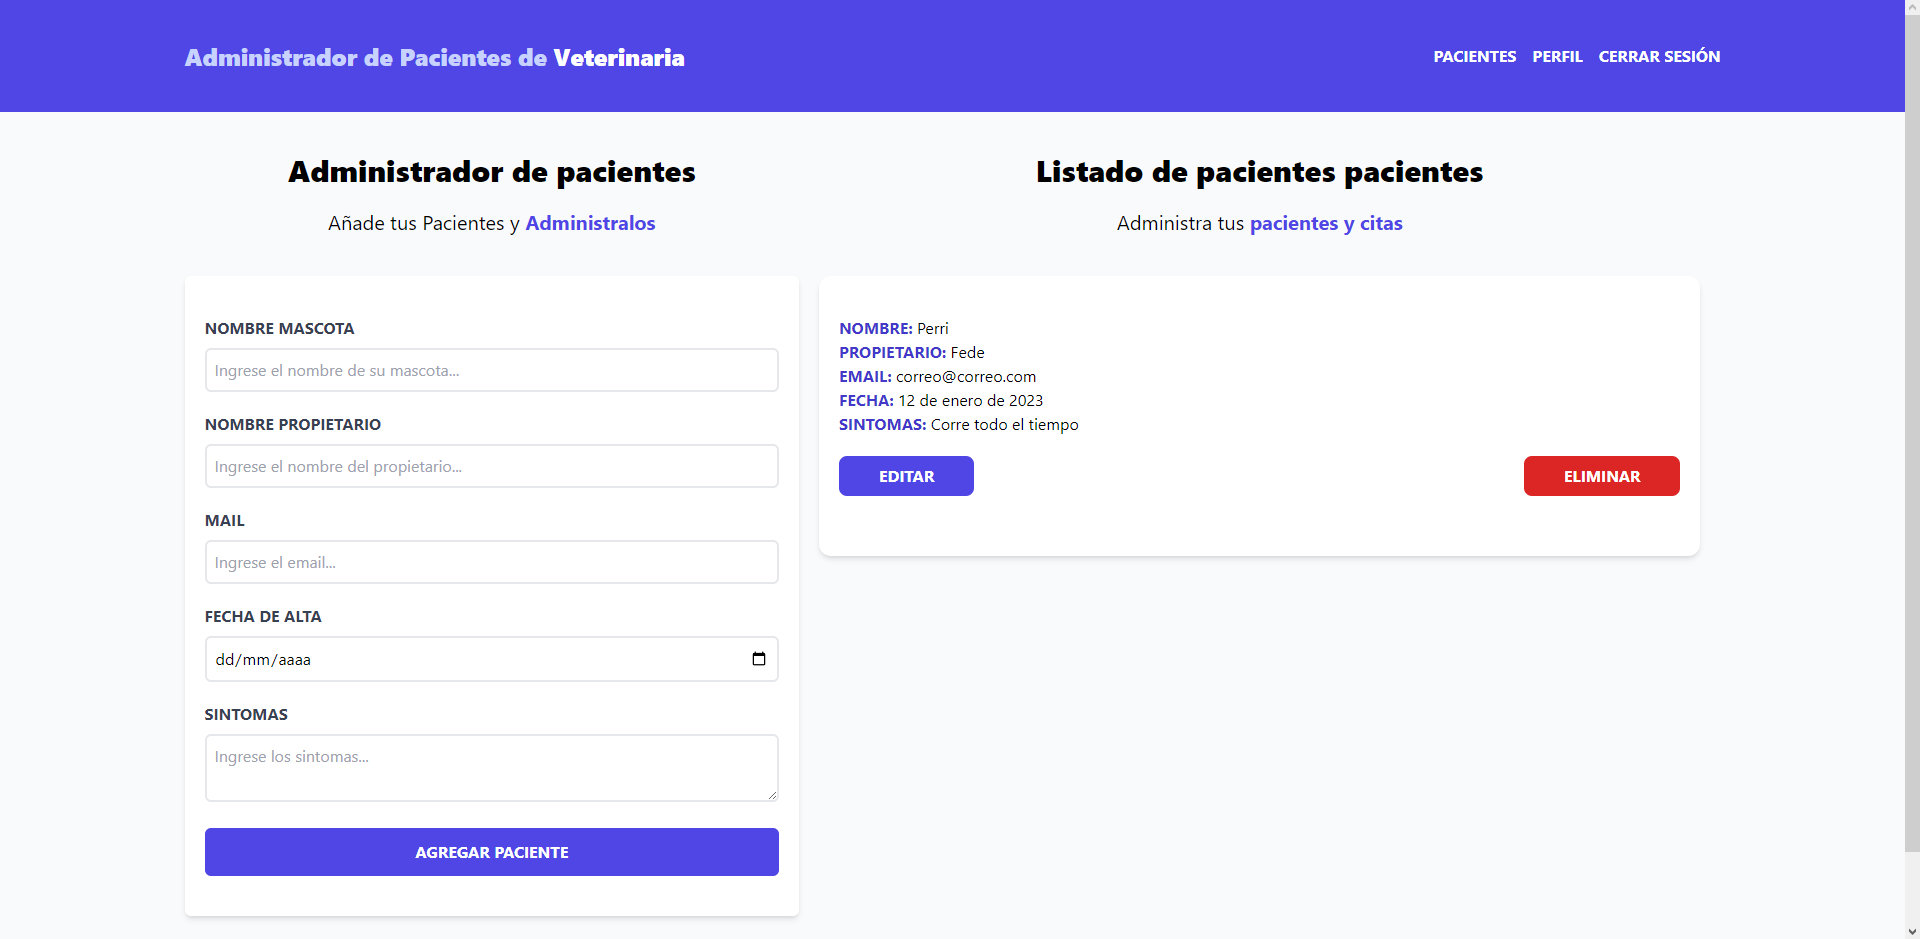 Administrador de Pacientes de Veterinaria
PACIENTES PERFIL CERRAR SESIÓN
Administrador de pacientes
Añade tus Pacientes y Administralos
NOMBRE MASCOTA
Ingrese el nombre de su mascota...
NOMBRE PROPIETARIO
Ingrese el nombre del propietario...
MAIL
Ingrese el email...
FECHA DE ALTA
dd/mm/aaaa
SINTOMAS
Ingrese los sintomas...
AGREGAR PACIENTE
Listado de pacientes pacientes
Administra tus pacientes y citas
NOMBRE: Perri
PROPIETARIO: Fede
EMAIL: correo@correo.com
FECHA: 12 de enero de 2023
SINTOMAS: Corre todo el tiempo
EDITAR
ELIMINAR